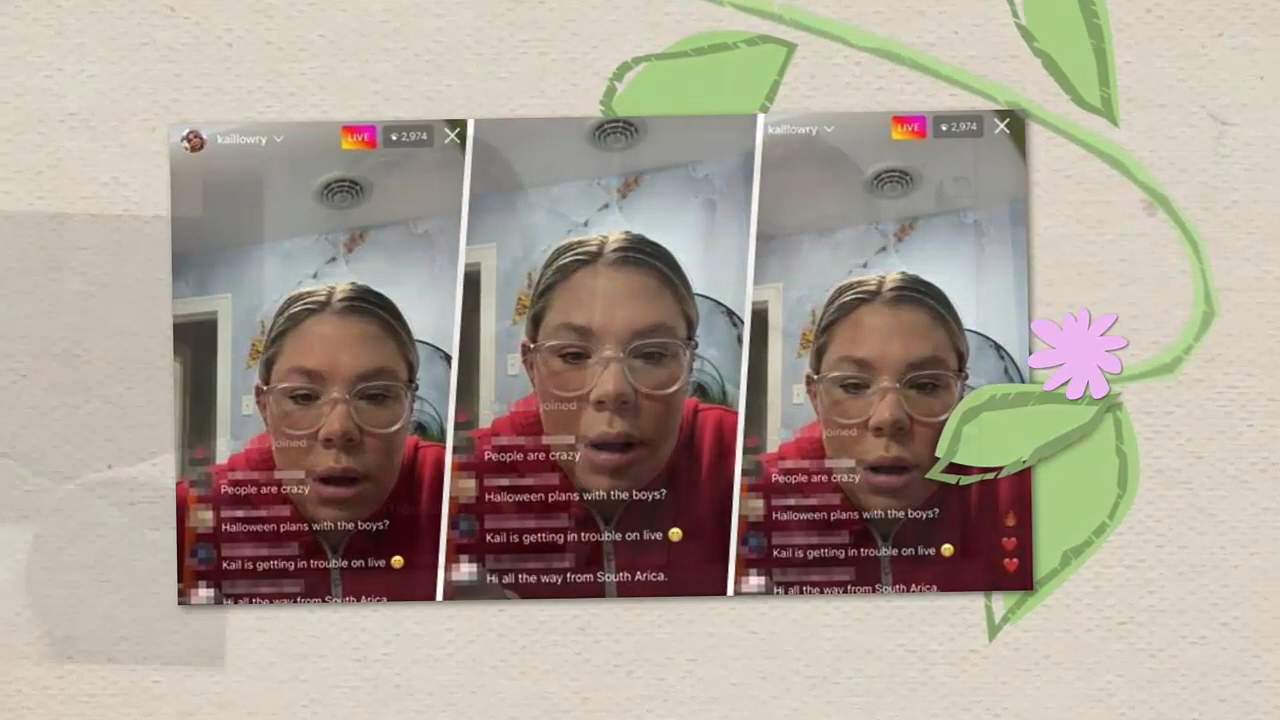 kaillowry
LIVE
2,974
joined
People are crazy
Halloween plans with the boys?
Kail is getting in trouble on live 😬
Hi all the way from South Arica.
joined
People are crazy
Halloween plans with the boys?
Kail is getting in trouble on live 😬
Hi all the way from South Arica.
kaillowry
LIVE
2,974
joined
People are crazy
Halloween plans with the boys?
Kail is getting in trouble on live 😬
Hi all the way from South Arica.